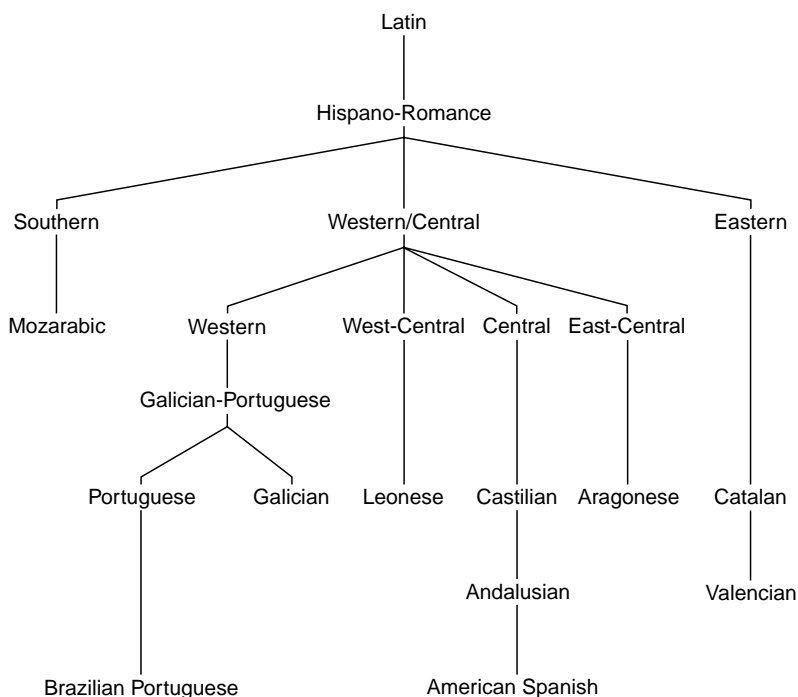 Latin
Hispano-Romance
Southern Western/Central Eastern
Mozarabic Western West-Central Central East-Central
Galician-Portuguese
Portuguese Galician Leonese Castilian Aragonese Catalan
Andalusian Valencian
Brazilian Portuguese American Spanish